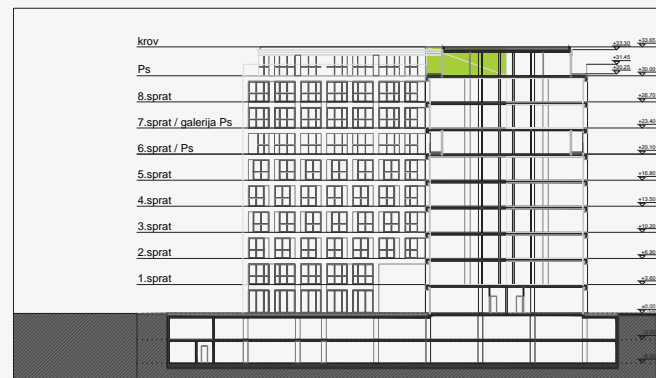 krov
+33.30
+33.65
+31.45
Ps
+30.25
+30.00
8.sprat
+26.70
7.sprat / galerija Ps
+23.40
6.sprat / Ps
+20.10
5.sprat
+16.80
4.sprat
+13.50
3.sprat
+10.20
2.sprat
+6.90
1.sprat
+3.60
±0.00